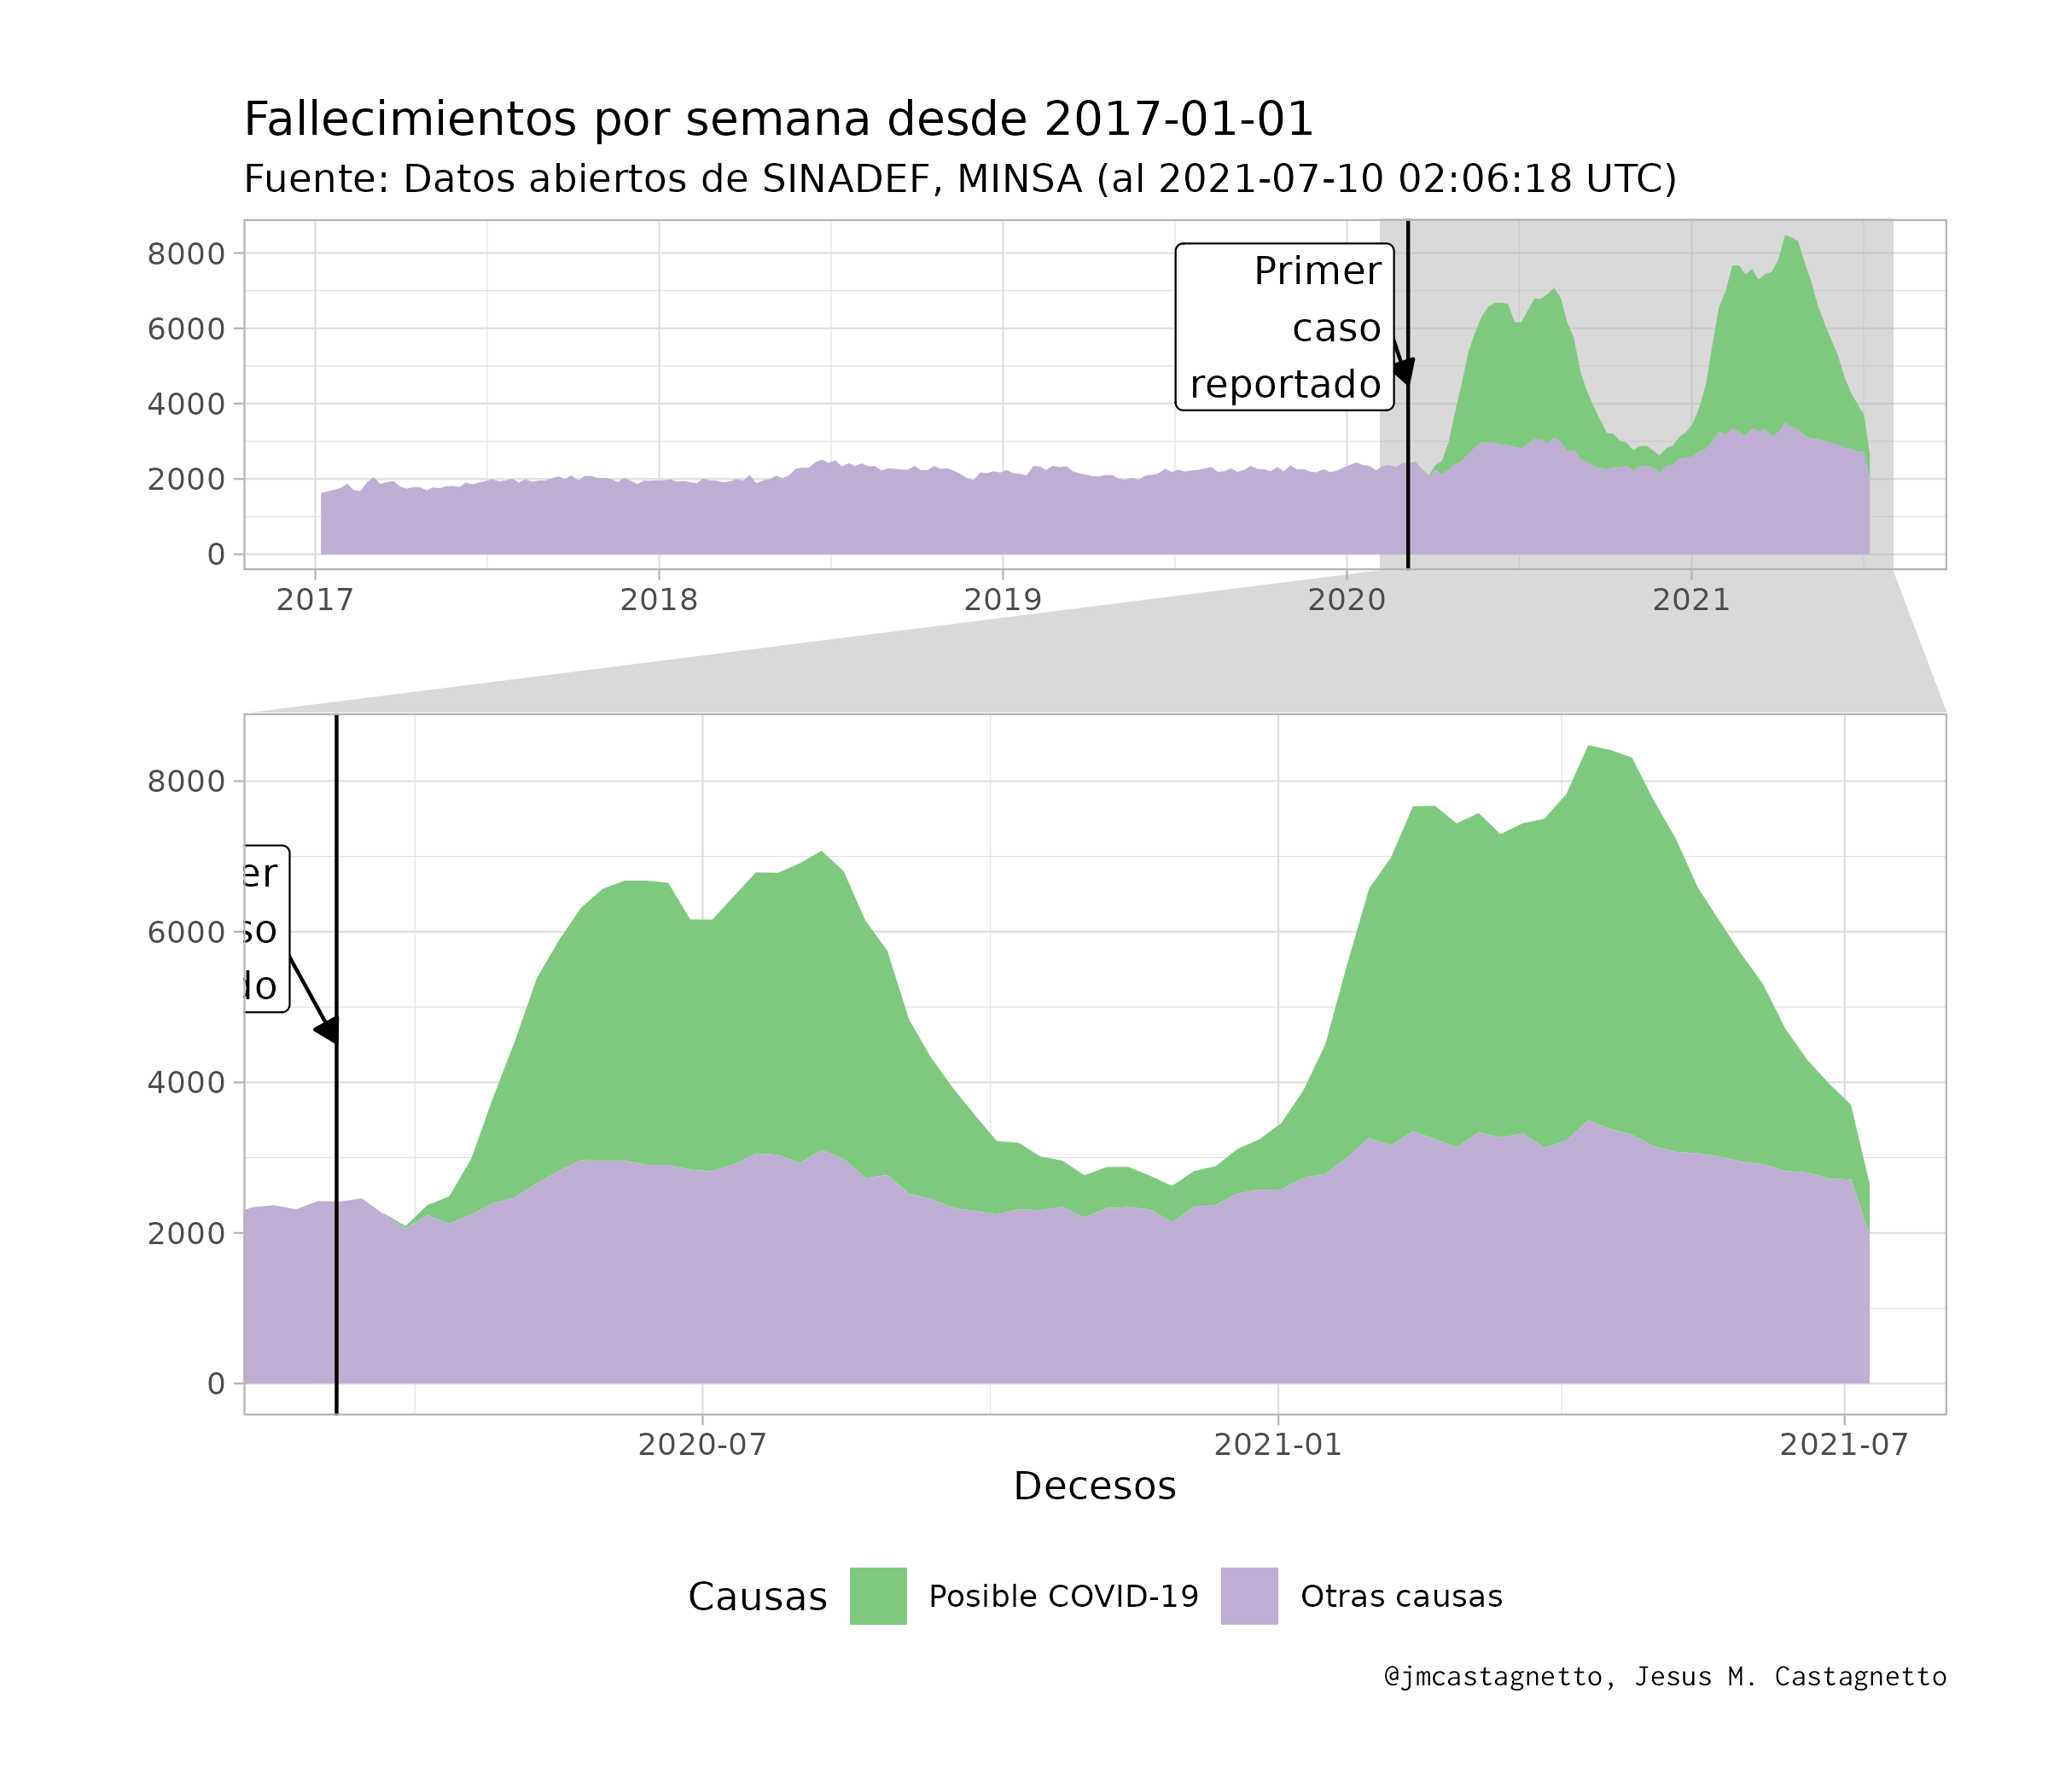 Fallecimientos por semana desde 2017-01-01
Fuente: Datos abiertos de SINADEF, MINSA (al 2021-07-10 02:06:18 UTC)
8000
6000
4000
2000
0
Primer
caso
reportado
2017 2018 2019 2020 2021
8000
6000
4000
2000
0
er
so
do
2020-07 2021-01 2021-07
Decesos
Causas Posible COVID-19 Otras causas
@jmcastagnetto, Jesus M. Castagnetto